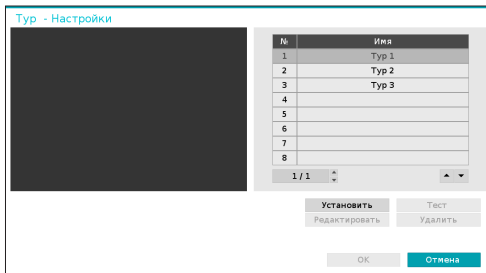 Тур - Настройки
№ Имя
1 Тур 1
2 Тур 2
3 Тур 3
4
5
6
7
8
1 / 1
Установить Тест
Редактировать Удалить
OK Отмена